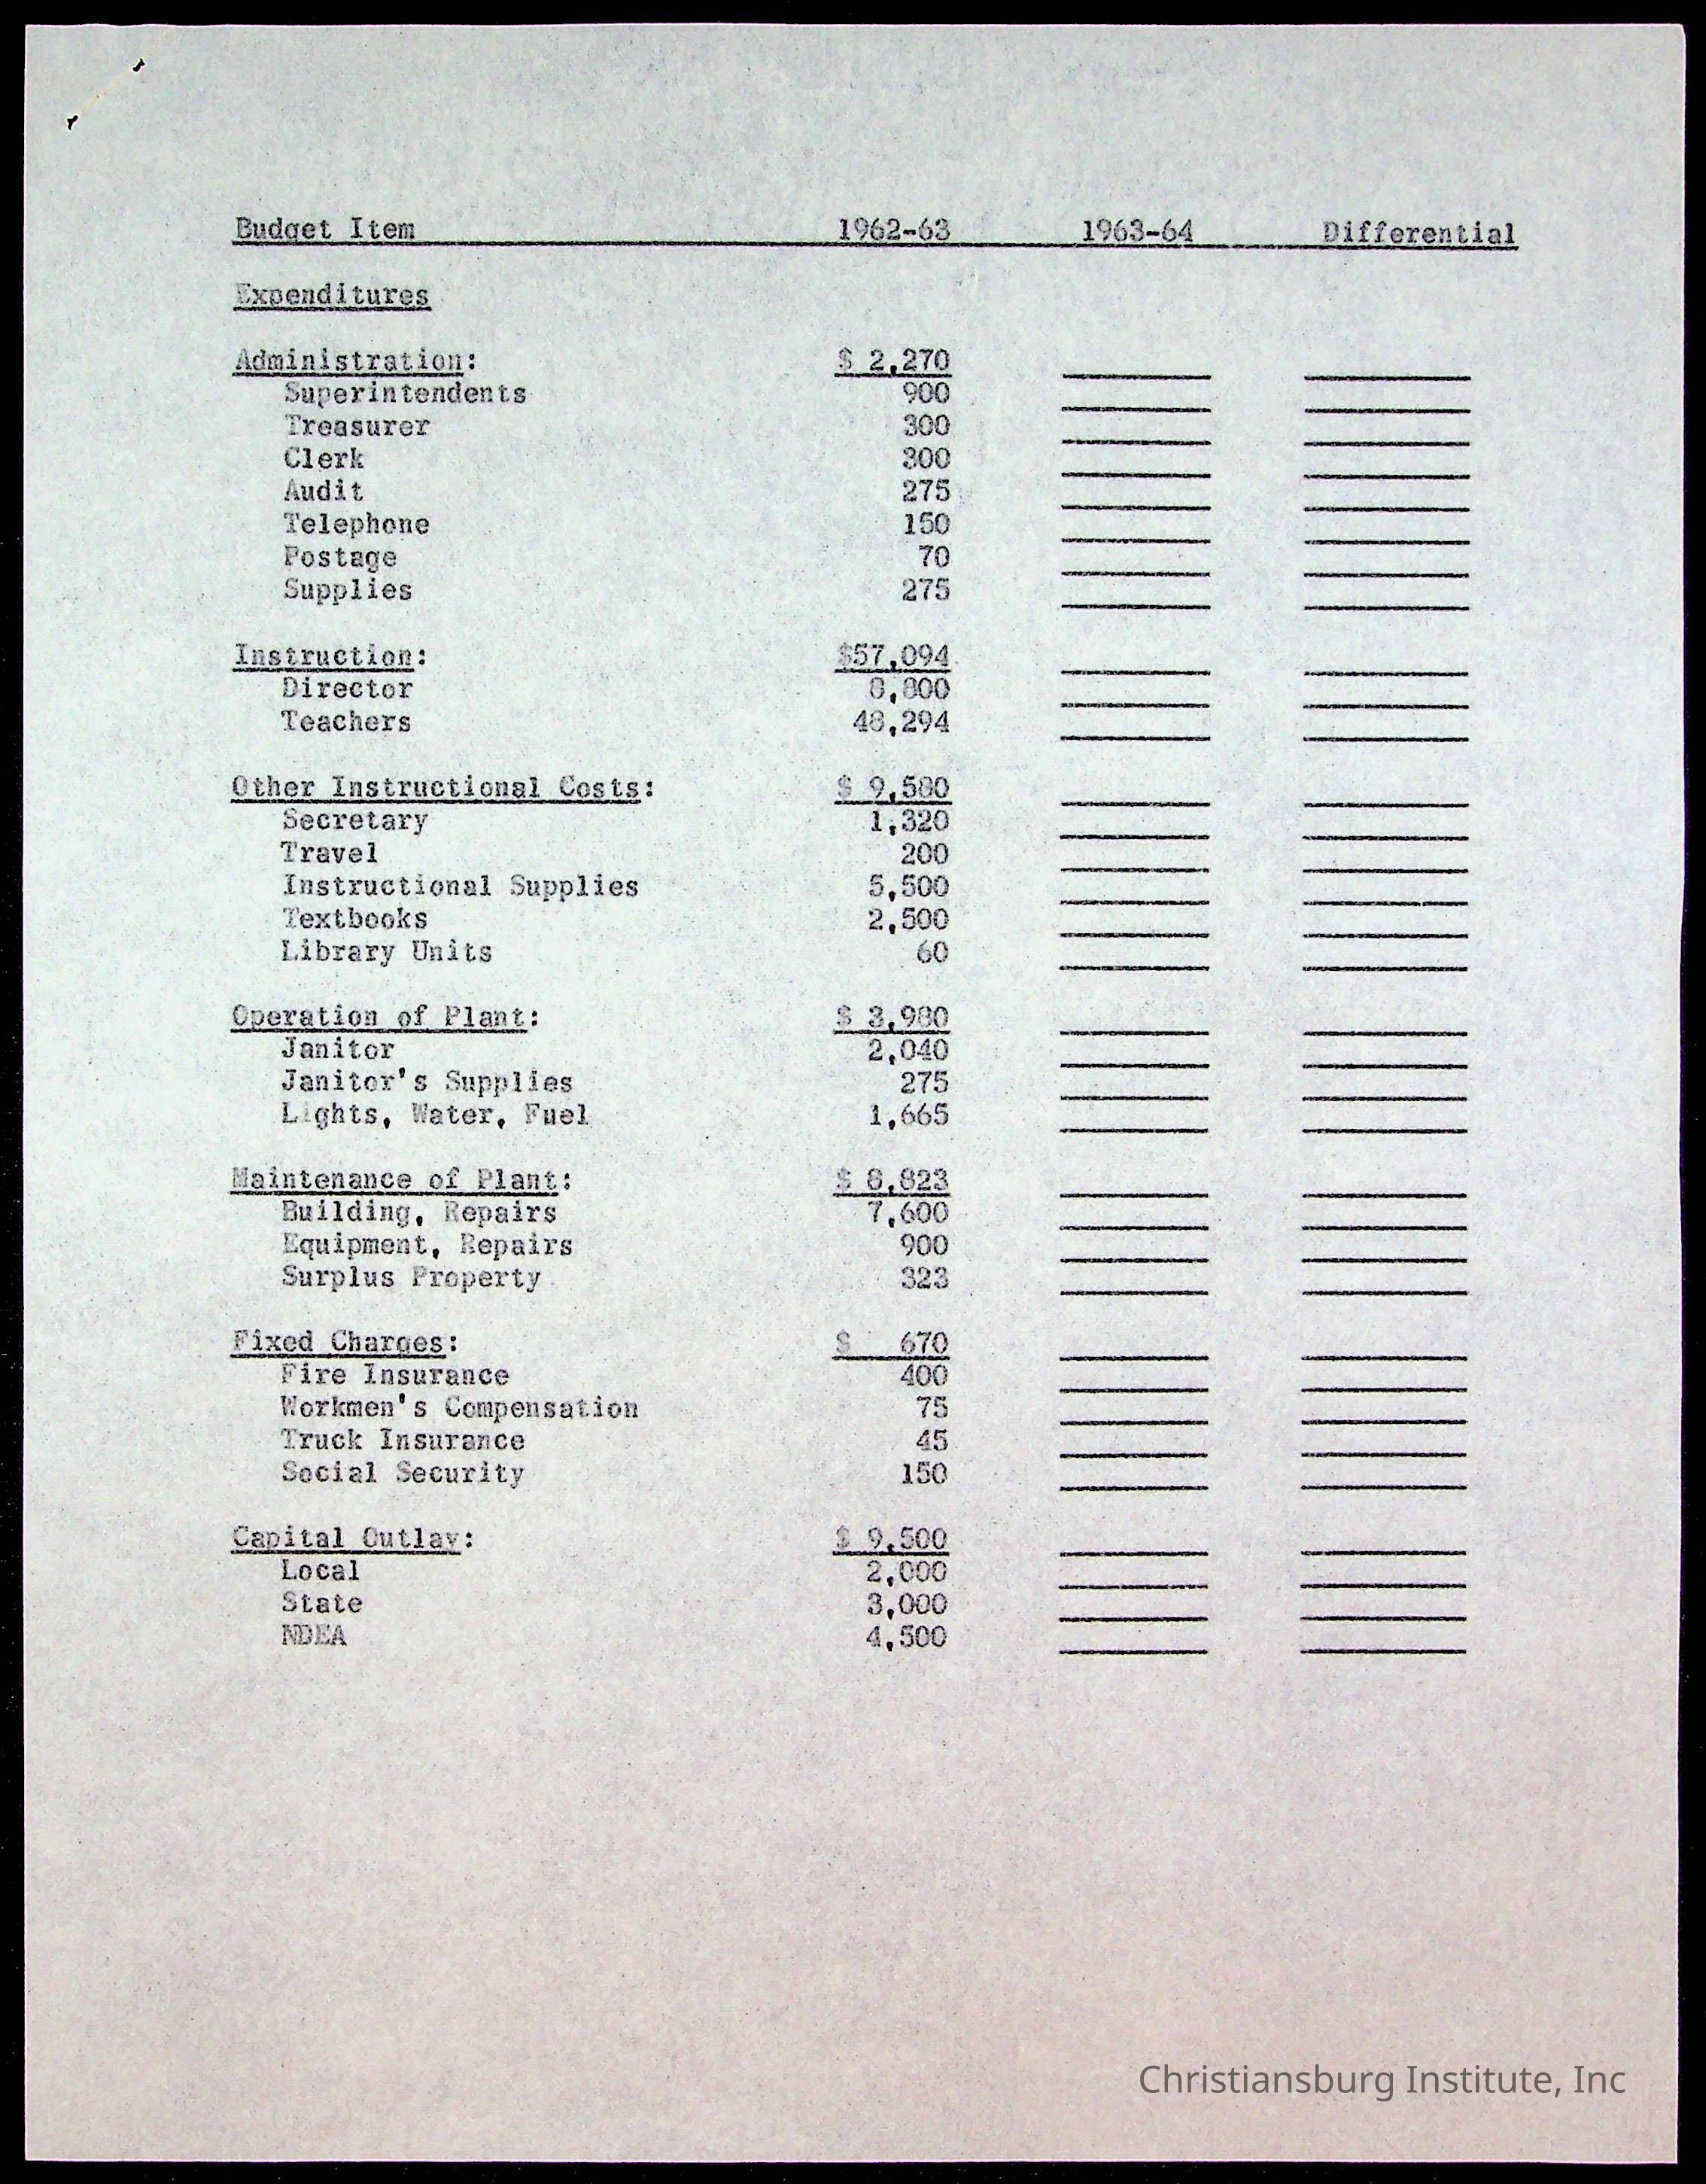 Budget Item 1962-63 1963-64 Differential
Expenditures
Administration: $ 2,270
Superintendents 900
Treasurer 300
Clerk 300
Audit 275
Telephone 150
Postage 70
Supplies 275
Instruction: $57,094
Director 8,800
Teachers 48,294
Other Instructional Costs: $ 9,580
Secretary 1,320
Travel 200
Instructional Supplies 5,500
Textbooks 2,500
Library Units 60
Operation of Plant: $ 3,980
Janitor 2,040
Janitor's Supplies 275
Lights, Water, Fuel 1,665
Maintenance of Plant: $ 8,823
Building, Repairs 7,600
Equipment, Repairs 900
Surplus Property 323
Fixed Charges: $ 670
Fire Insurance 400
Workmen's Compensation 75
Truck Insurance 45
Social Security 150
Capital Outlay: $ 9,500
Local 2,000
State 3,000
NDEA 4,500
Christiansburg Institute, Inc